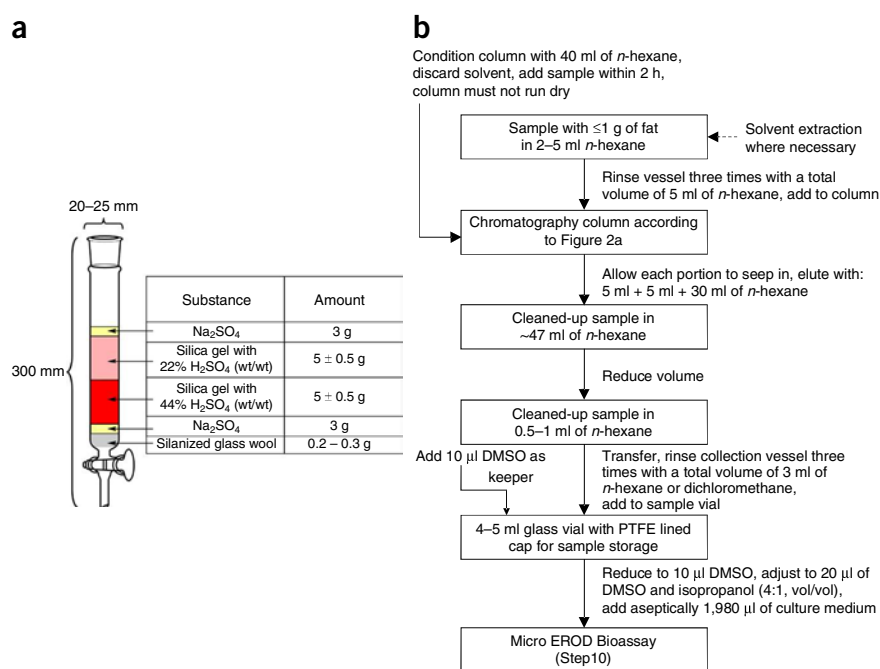 a
20–25 mm
300 mm
Substance Amount
Na₂SO₄ 3 g
Silica gel with
22% H₂SO₄ (wt/wt) 5 ± 0.5 g
Silica gel with
44% H₂SO₄ (wt/wt) 5 ± 0.5 g
Na₂SO₄ 3 g
Silanized glass wool 0.2 – 0.3 g
b
Condition column with 40 ml of n-hexane,
discard solvent, add sample within 2 h,
column must not run dry
Sample with ≤1 g of fat
in 2–5 ml n-hexane
Solvent extraction
where necessary
Rinse vessel three times with a total
volume of 5 ml of n-hexane, add to column
Chromatography column according
to Figure 2a
Allow each portion to seep in, elute with:
5 ml + 5 ml + 30 ml of n-hexane
Cleaned-up sample in
~47 ml of n-hexane
Reduce volume
Cleaned-up sample in
0.5–1 ml of n-hexane
Add 10 µl DMSO as
keeper
Transfer, rinse collection vessel three
times with a total volume of 3 ml of
n-hexane or dichloromethane,
add to sample vial
4–5 ml glass vial with PTFE lined
cap for sample storage
Reduce to 10 µl DMSO, adjust to 20 µl of
DMSO and isopropanol (4:1, vol/vol),
add aseptically 1,980 µl of culture medium
Micro EROD Bioassay
(Step10)